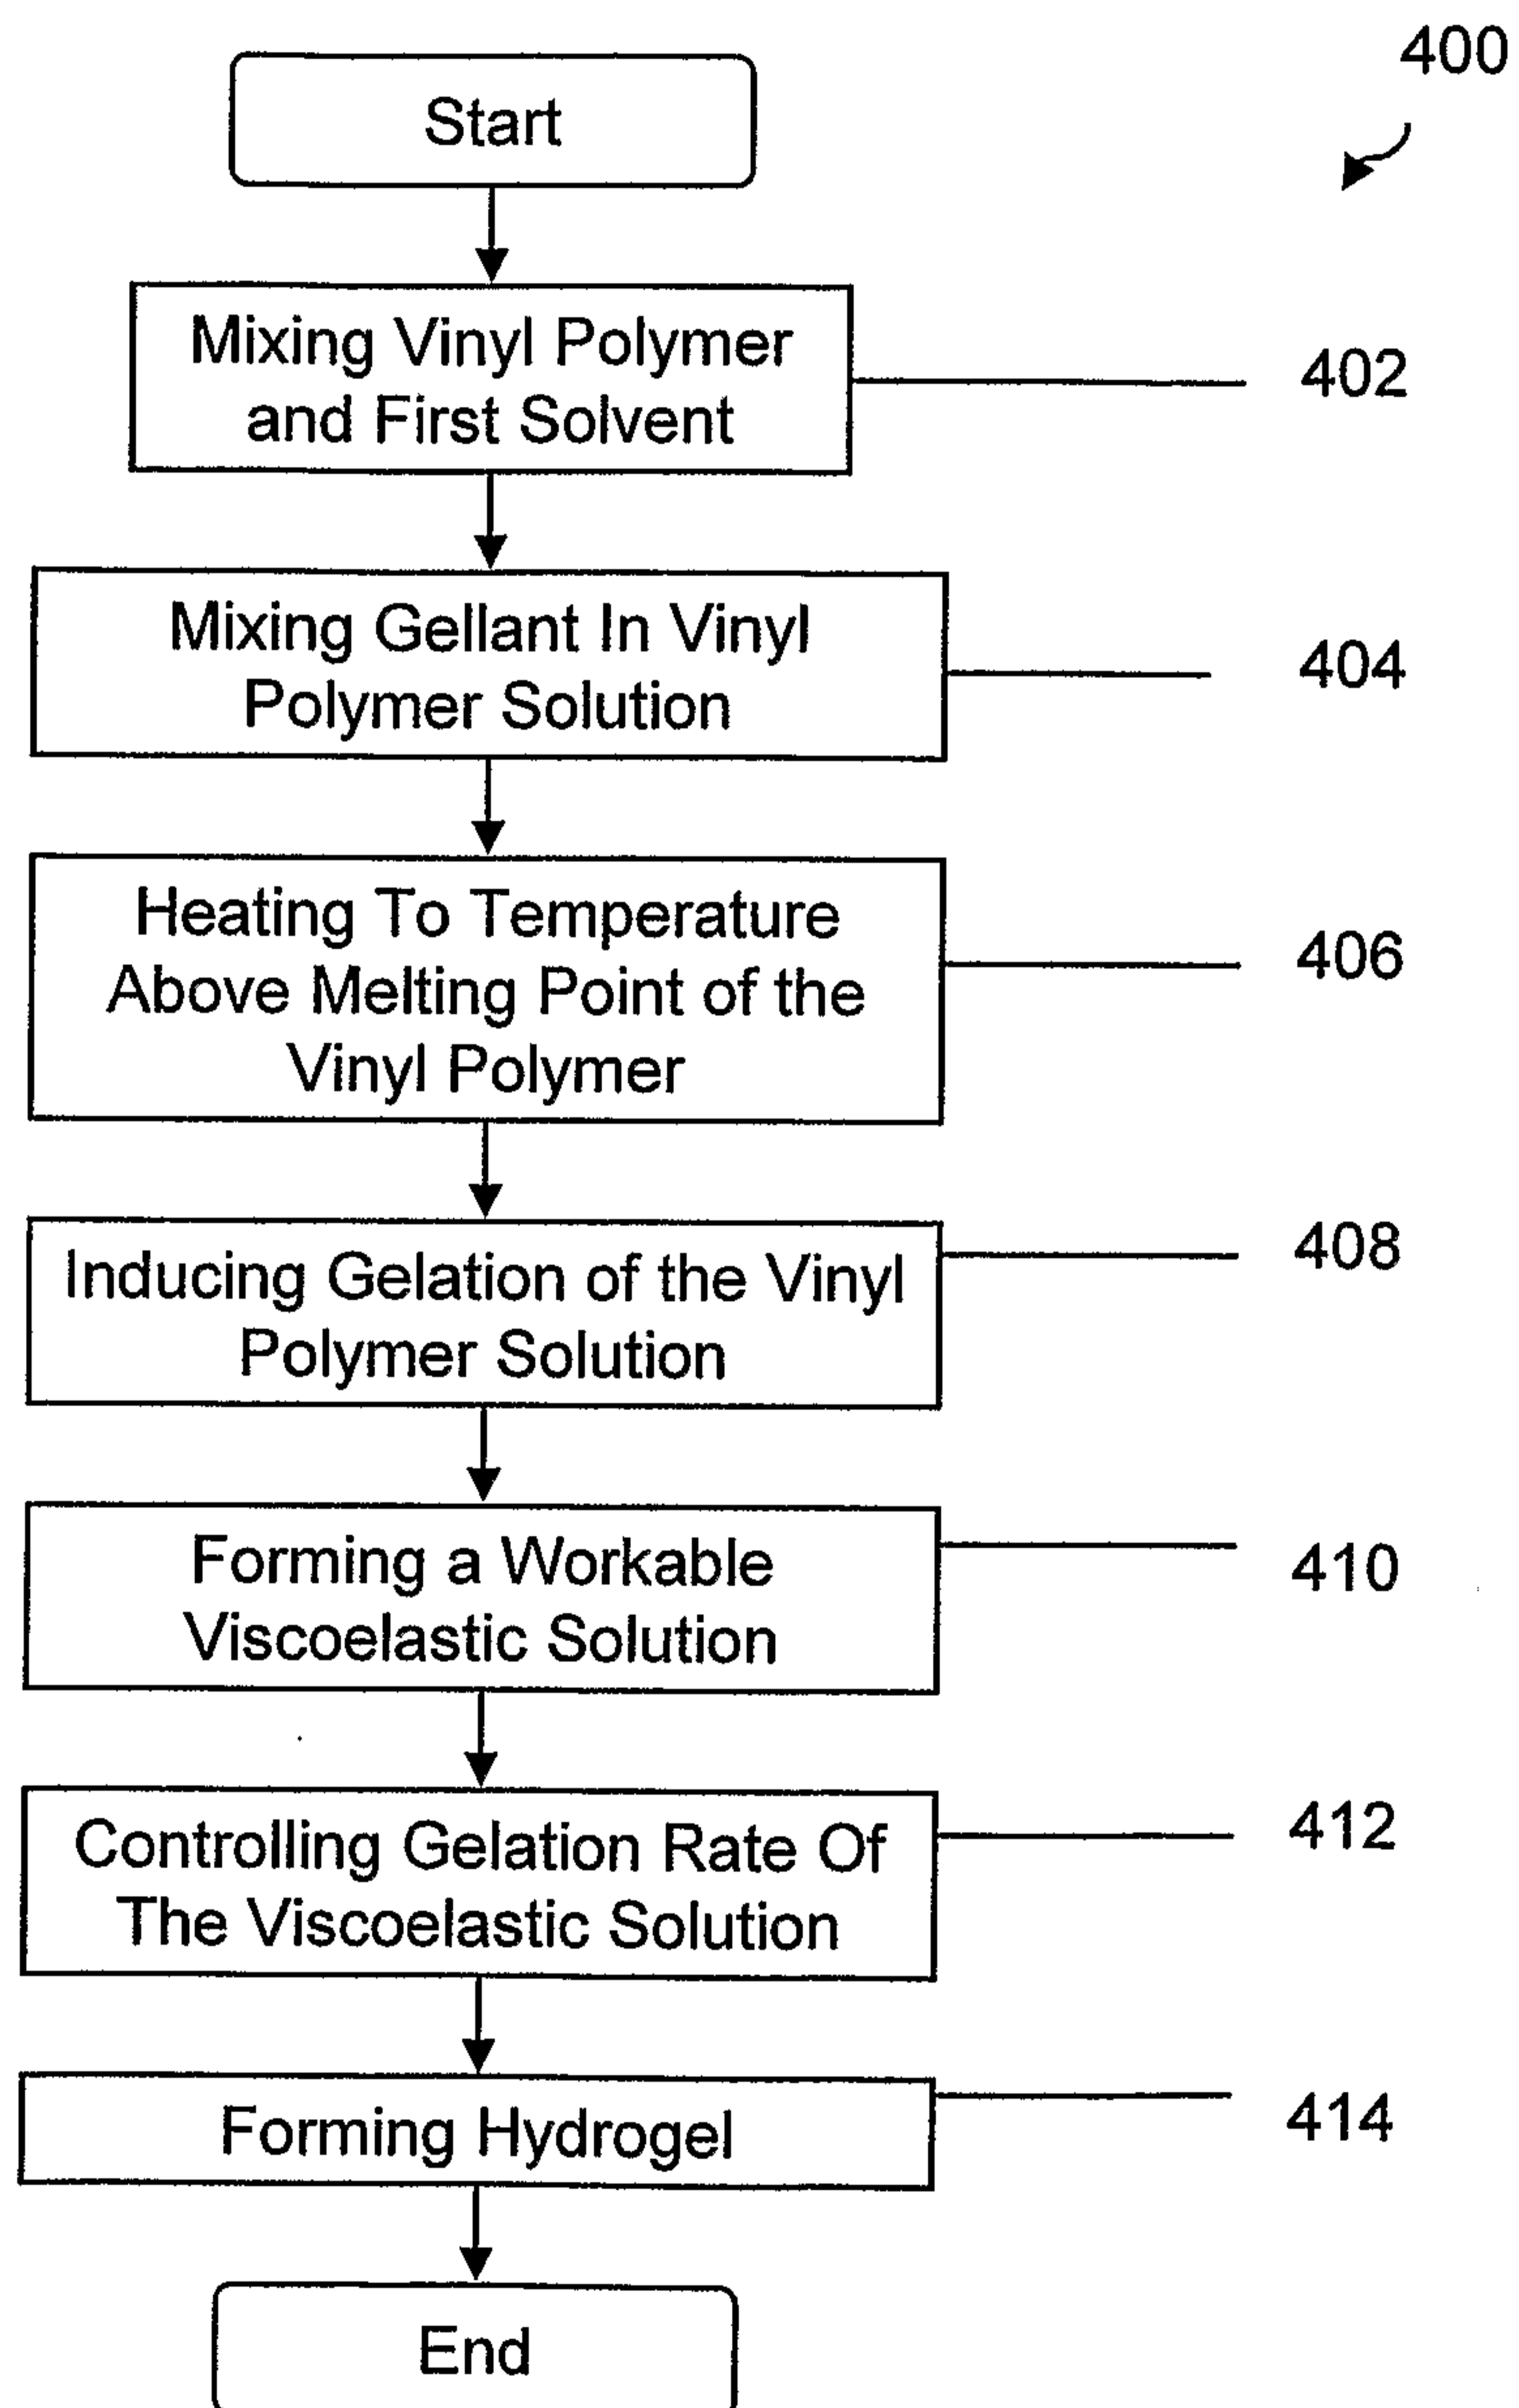 400
Start
Mixing Vinyl Polymer
and First Solvent
402
Mixing Gellant In Vinyl
Polymer Solution
404
Heating To Temperature
Above Melting Point of the
Vinyl Polymer
406
Inducing Gelation of the Vinyl
Polymer Solution
408
Forming a Workable
Viscoelastic Solution
410
Controlling Gelation Rate Of
The Viscoelastic Solution
412
Forming Hydrogel
414
End